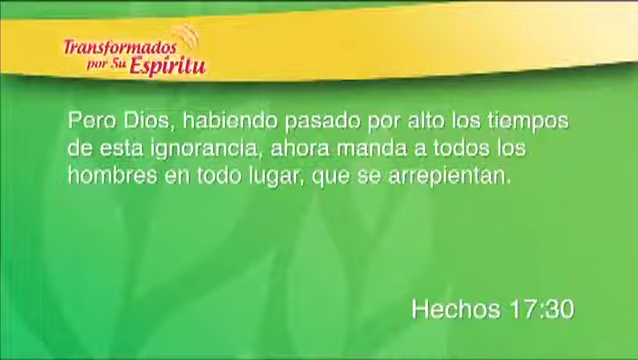 Transformados
por Su Espíritu
Pero Dios, habiendo pasado por alto los tiempos
de esta ignorancia, ahora manda a todos los
hombres en todo lugar, que se arrepientan.
Hechos 17:30